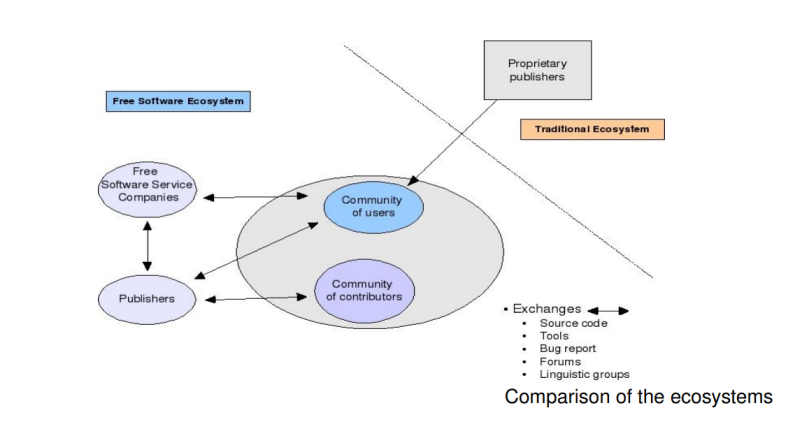 Proprietary
publishers
Free Software Ecosystem
Traditional Ecosystem
Free
Software Service
Companies
Community
of users
Publishers
Community
of contributors
• Exchanges
• Source code
• Tools
• Bug report
• Forums
• Linguistic groups
Comparison of the ecosystems